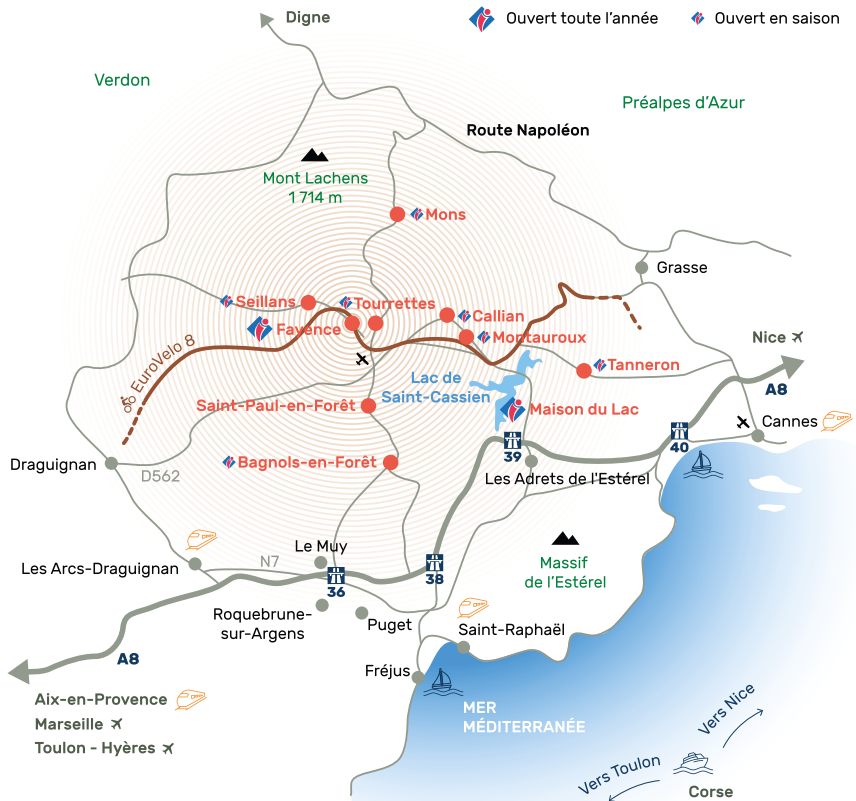 Digne
Ouvert toute l'année
Ouvert en saison
Verdon
Préalpes d'Azur
Route Napoléon
Mont Lachens
1 714 m
Mons
Grasse
Seillans
Tourrettes
Callian
Fayence
Montauroux
Nice
EuroVelo 8
Tanneron
A8
Lac de
Saint-Cassien
Saint-Paul-en-Forêt
Maison du Lac
Cannes
40
39
Draguignan
D562
Bagnols-en-Forêt
Les Adrets de l'Estérel
Le Muy
N7
Les Arcs-Draguignan
38
36
Massif
de l'Estérel
Roquebrune-
sur-Argens
Puget
Saint-Raphaël
A8
Fréjus
Aix-en-Provence
Marseille
Toulon - Hyères
MER
MÉDITERRANÉE
Vers Nice
Vers Toulon
Corse